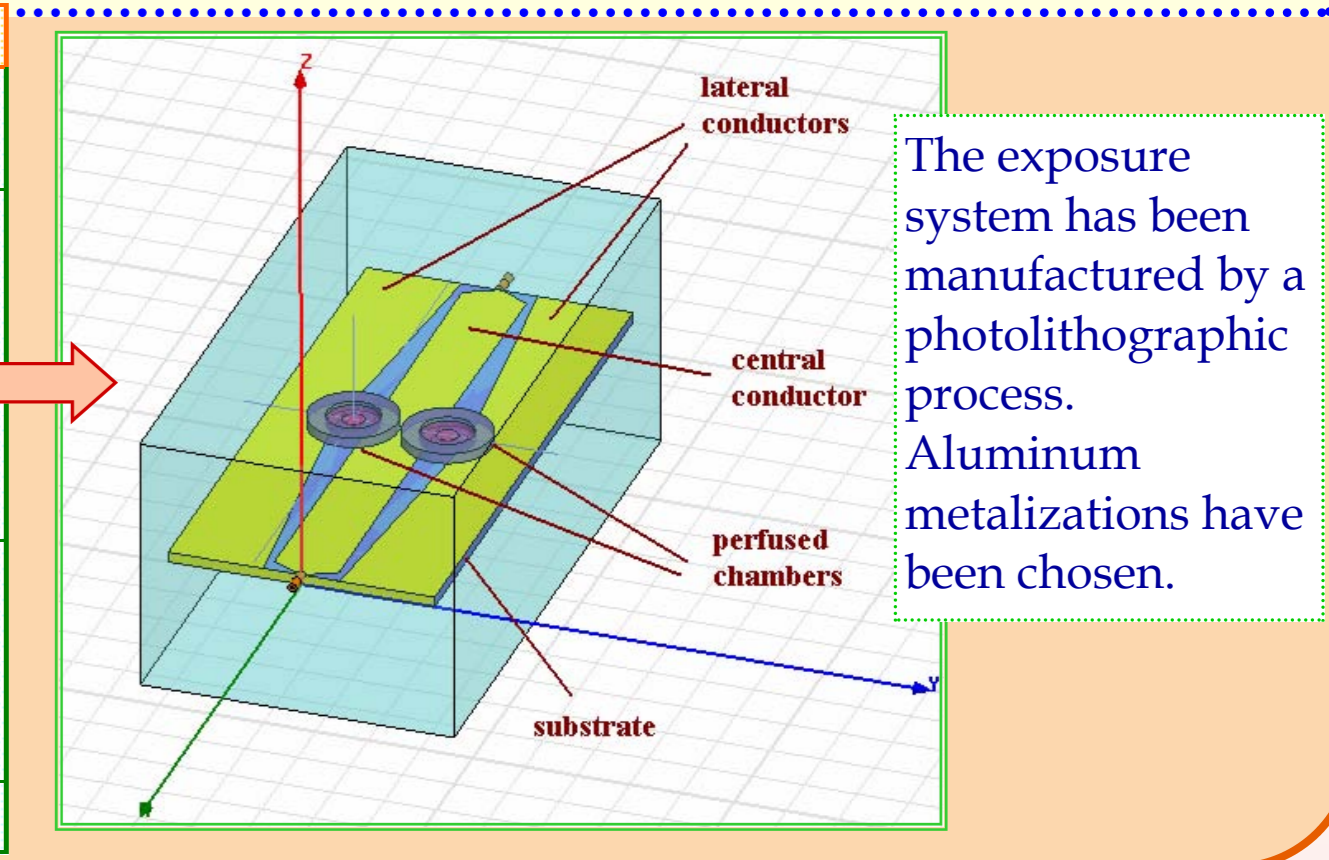 Z
lateral
conductors
central
conductor
perfused
chambers
Y
substrate
The exposure
system has been
manufactured by a
photolithographic
process.
Aluminum
metalizations have
been chosen.